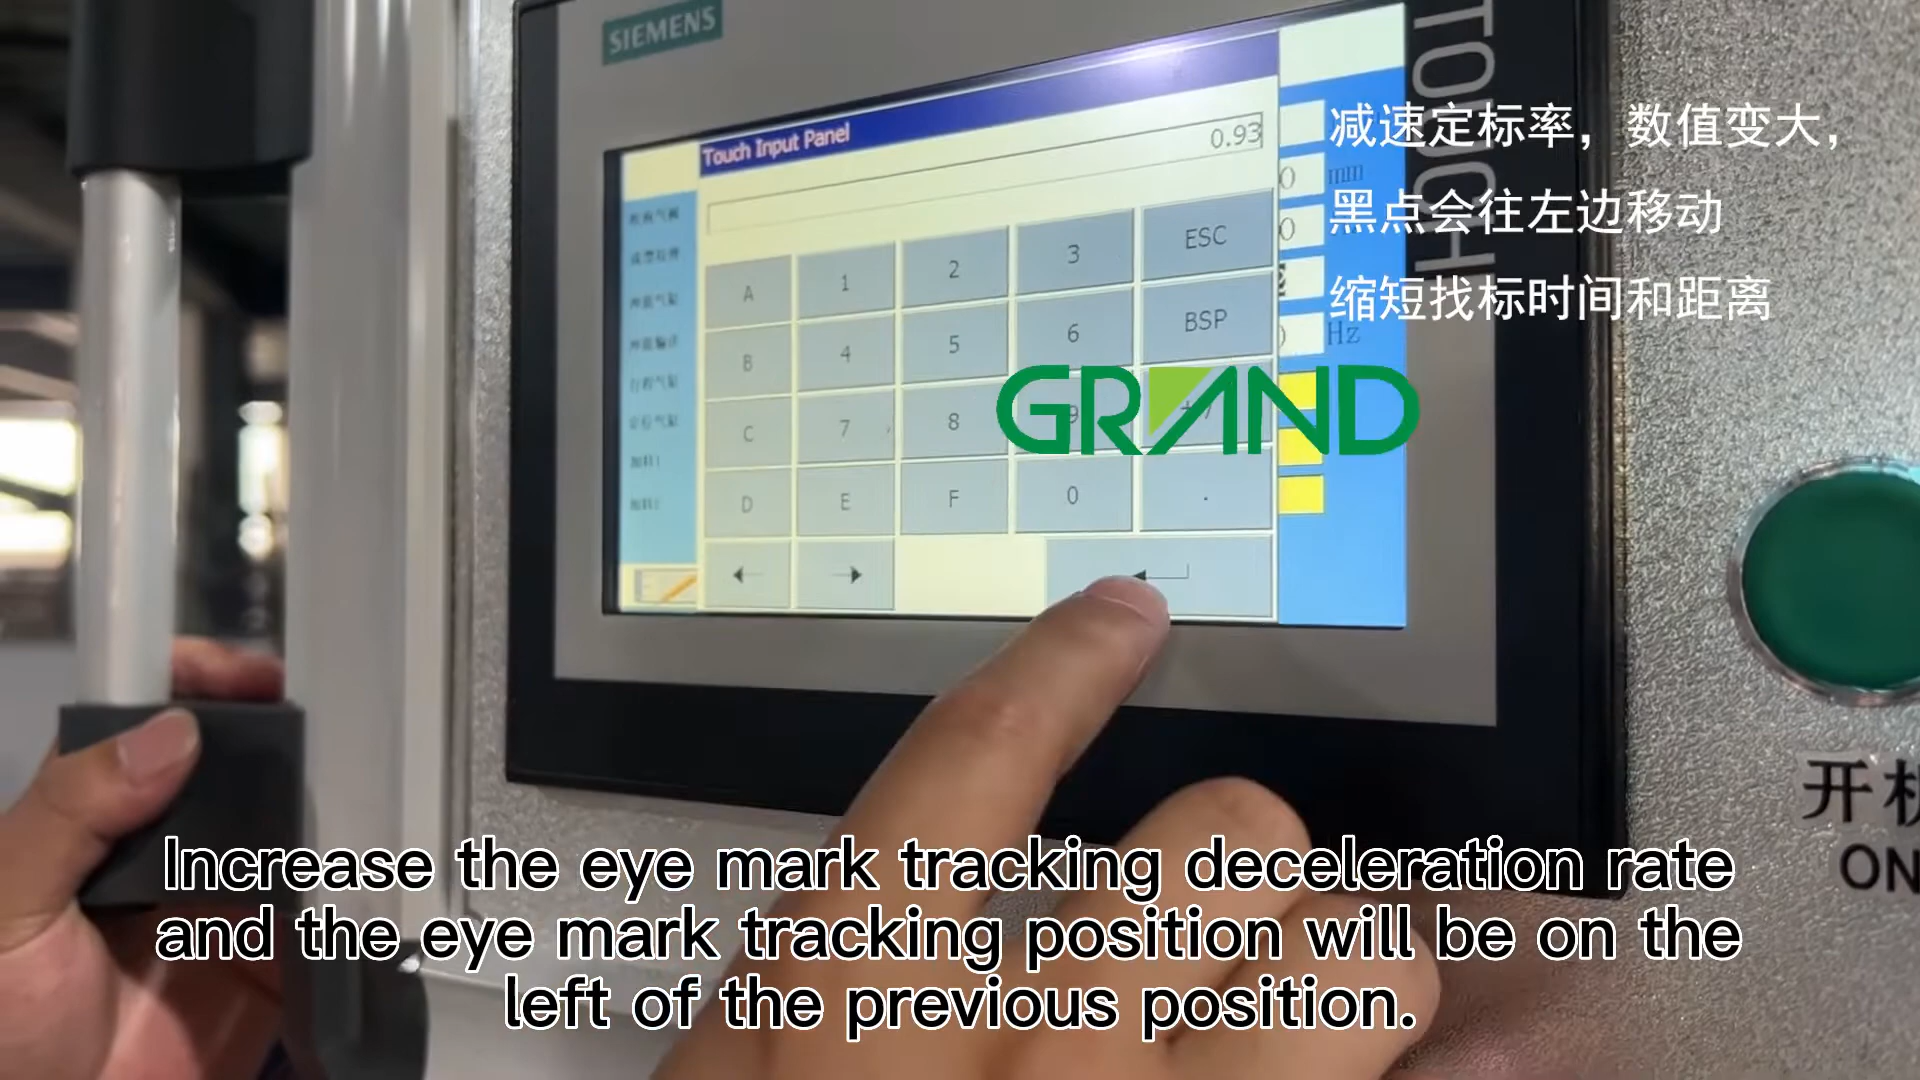 SIEMENS
TOUCH
Touch Input Panel
0.93
A 1 2 3 ESC
B 4 5 6 BSP
C 7 8 9
D E F 0 .
mm
Hz
减速定标率，数值变大，
黑点会往左边移动
缩短找标时间和距离
GRAND
开机
ON
Increase the eye mark tracking deceleration rate
and the eye mark tracking position will be on the
left of the previous position.